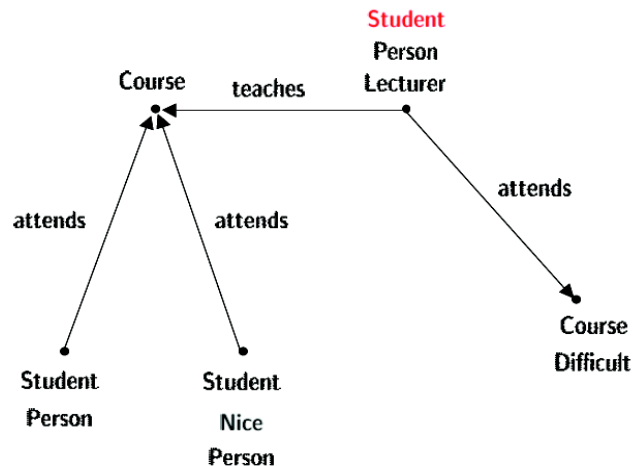 Student
Person
Lecturer
Course
teaches
attends
attends
attends
Course
Difficult
Student
Person
Student
Nice
Person